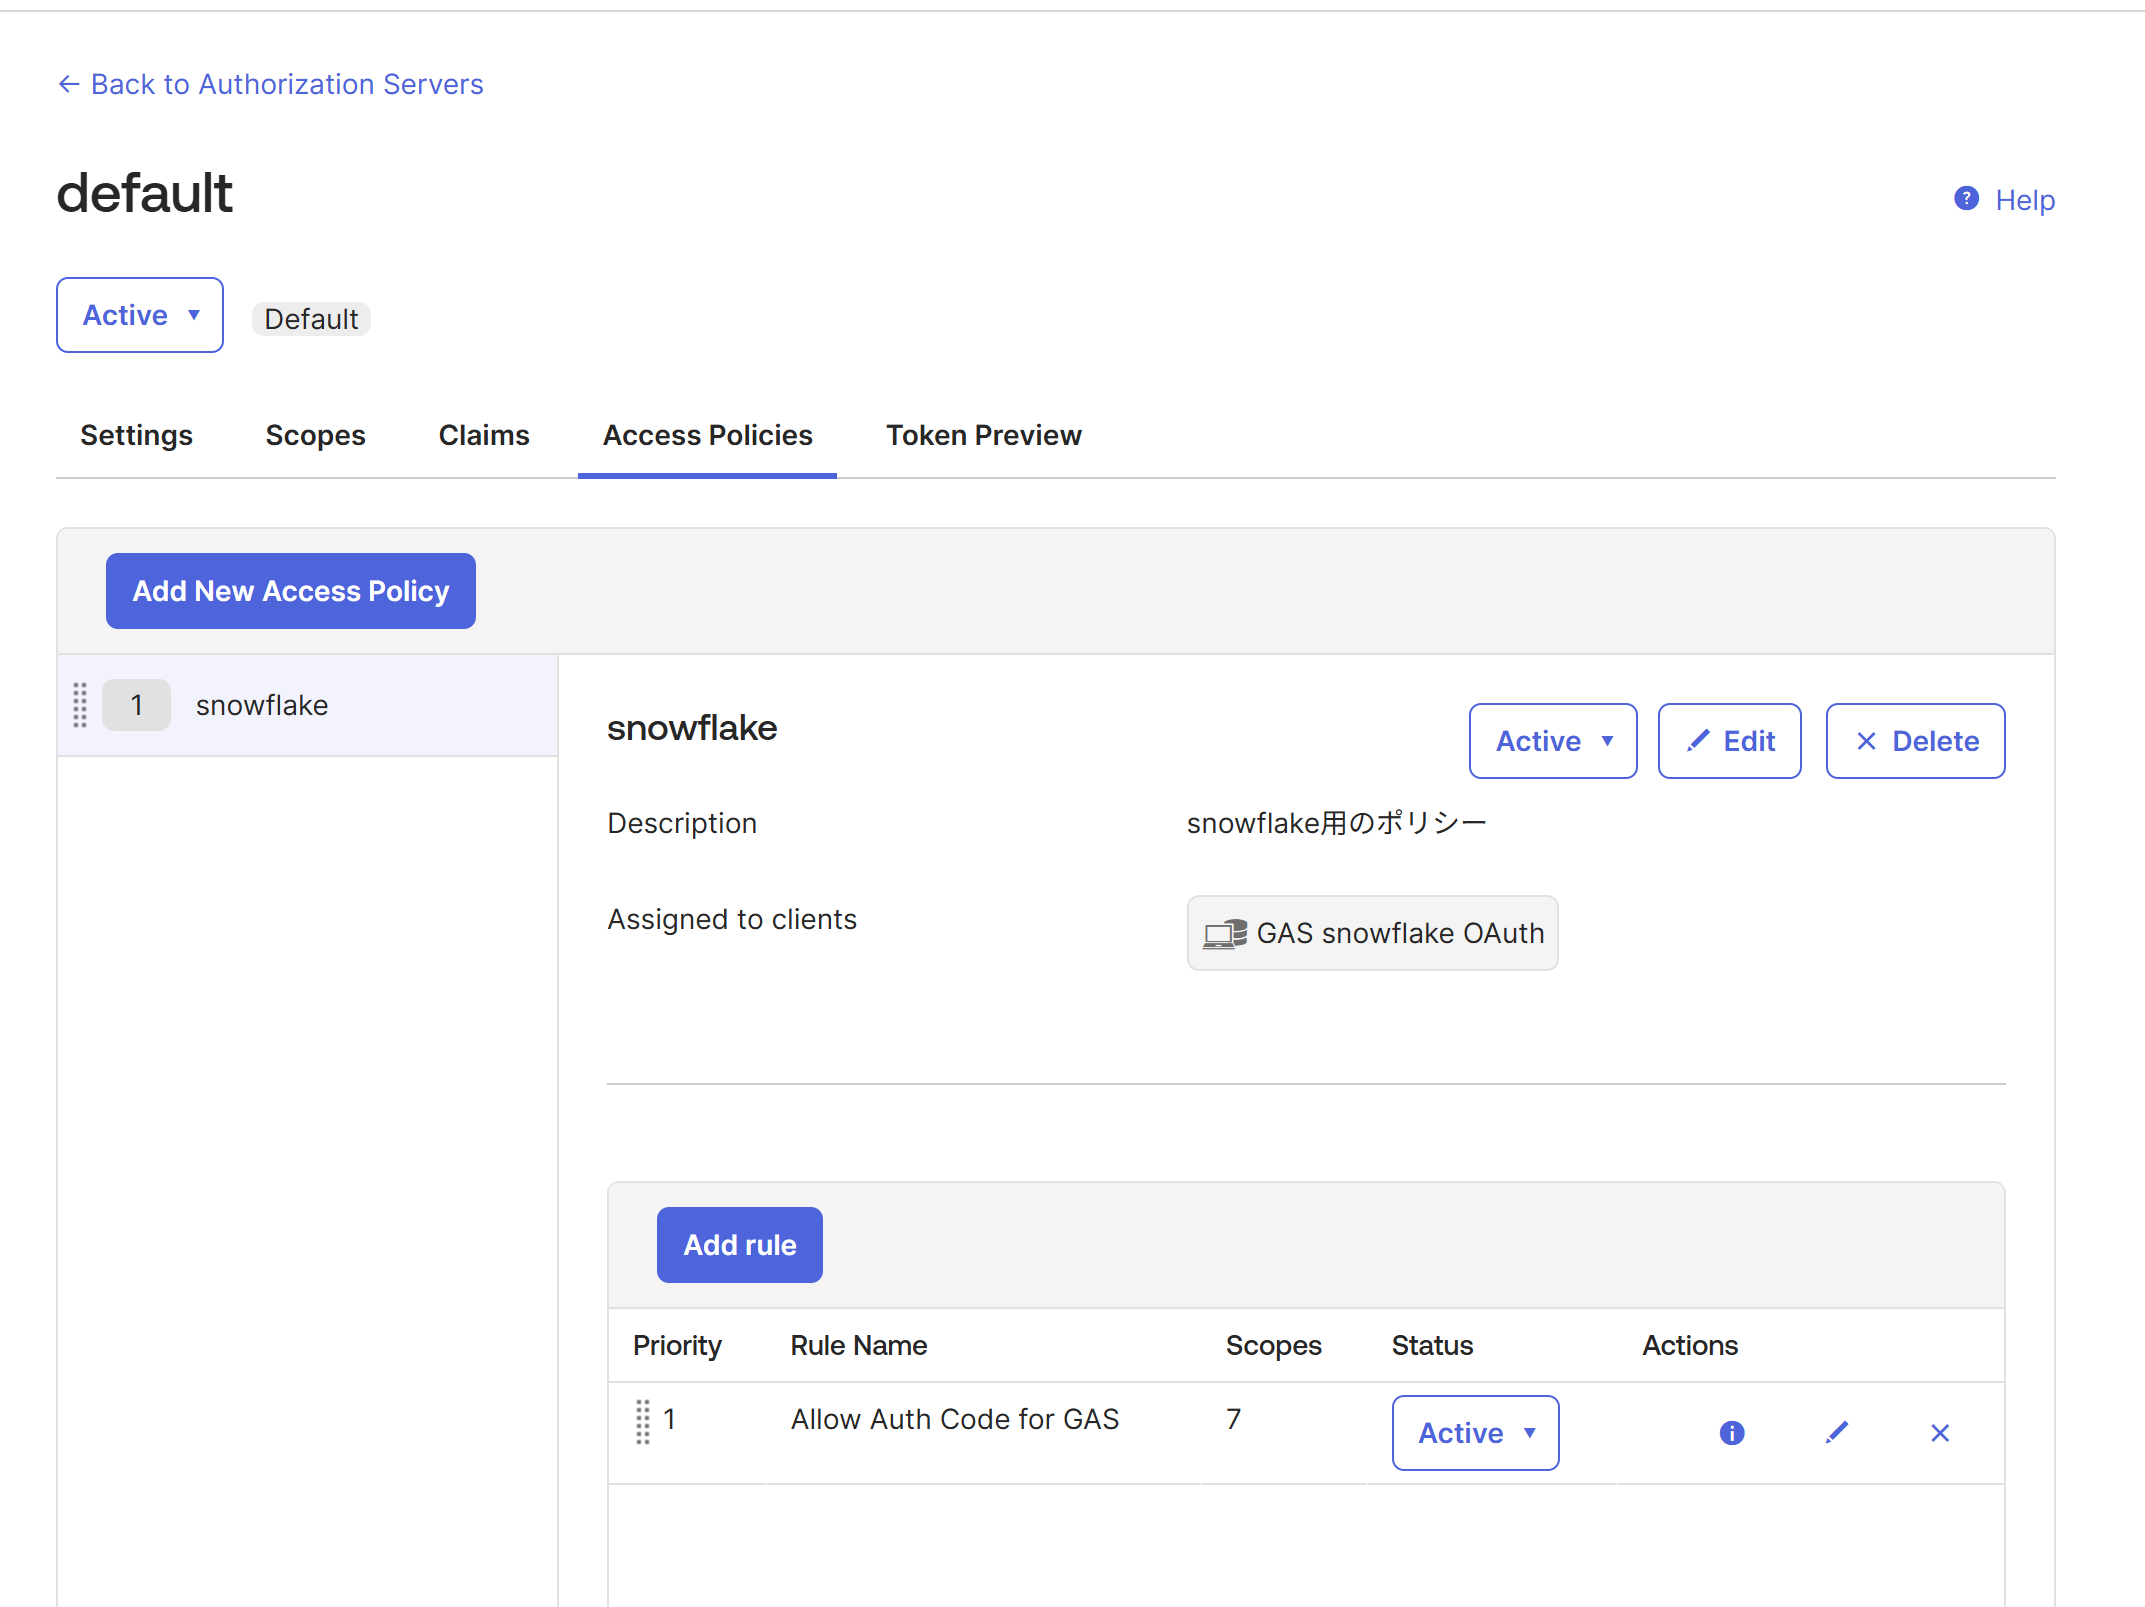 ← Back to Authorization Servers
default
Help
Active
Default
Settings Scopes Claims Access Policies Token Preview
Add New Access Policy
1 snowflake
snowflake
Active Edit Delete
Description snowflake用のポリシー
Assigned to clients GAS snowflake OAuth
Add rule
Priority Rule Name Scopes Status Actions
1 Allow Auth Code for GAS 7 Active